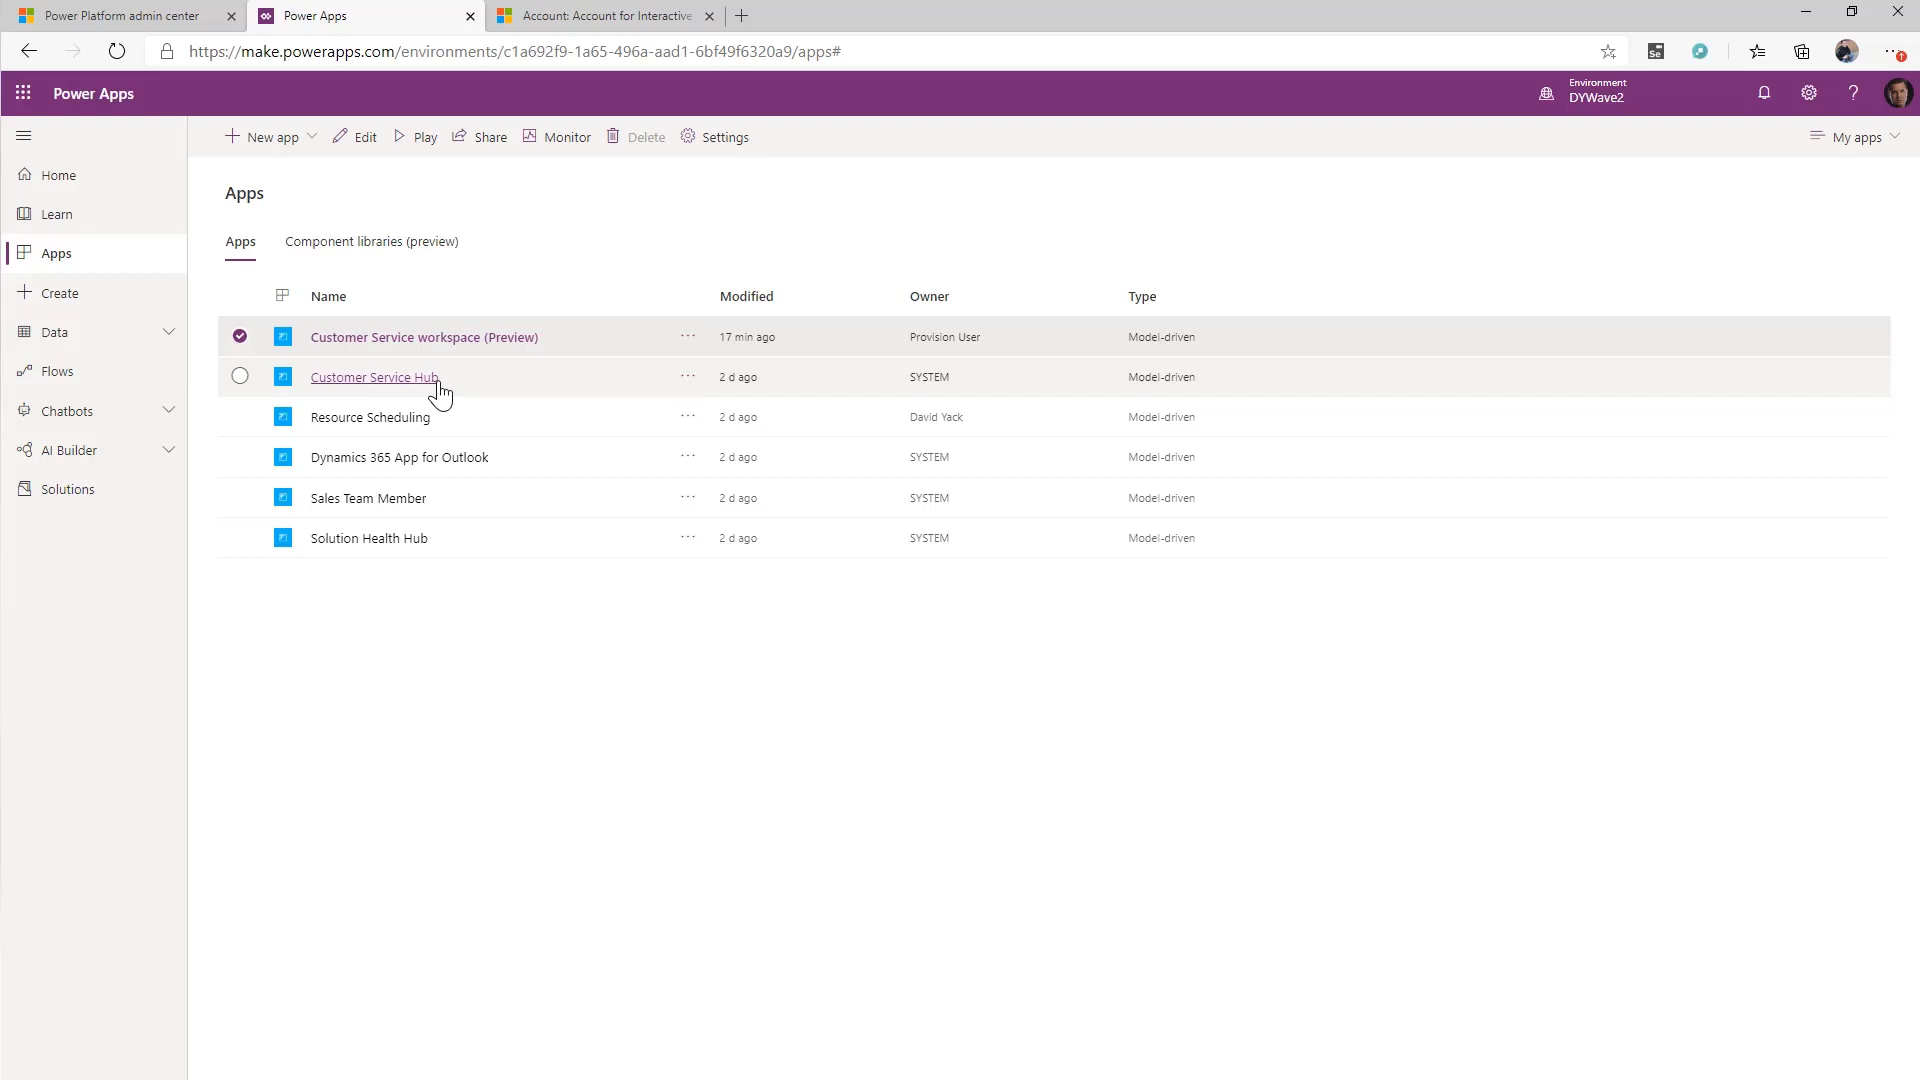 Power Platform admin center
Power Apps
Account: Account for Interactive
https://make.powerapps.com/environments/c1a692f9-1a65-496a-aad1-6bf49f6320a9/apps#
Se
Power Apps
Environment
DYWave2
New app
Edit
Play
Share
Monitor
Delete
Settings
My apps
Home
Learn
Apps
Create
Data
Flows
Chatbots
AI Builder
Solutions
Apps
Apps
Component libraries (preview)
Name
Modified
Owner
Type
Customer Service workspace (Preview)
17 min ago
Provision User
Model-driven
Customer Service Hub
2 d ago
SYSTEM
Model-driven
Resource Scheduling
2 d ago
David Yack
Model-driven
Dynamics 365 App for Outlook
2 d ago
SYSTEM
Model-driven
Sales Team Member
2 d ago
SYSTEM
Model-driven
Solution Health Hub
2 d ago
SYSTEM
Model-driven